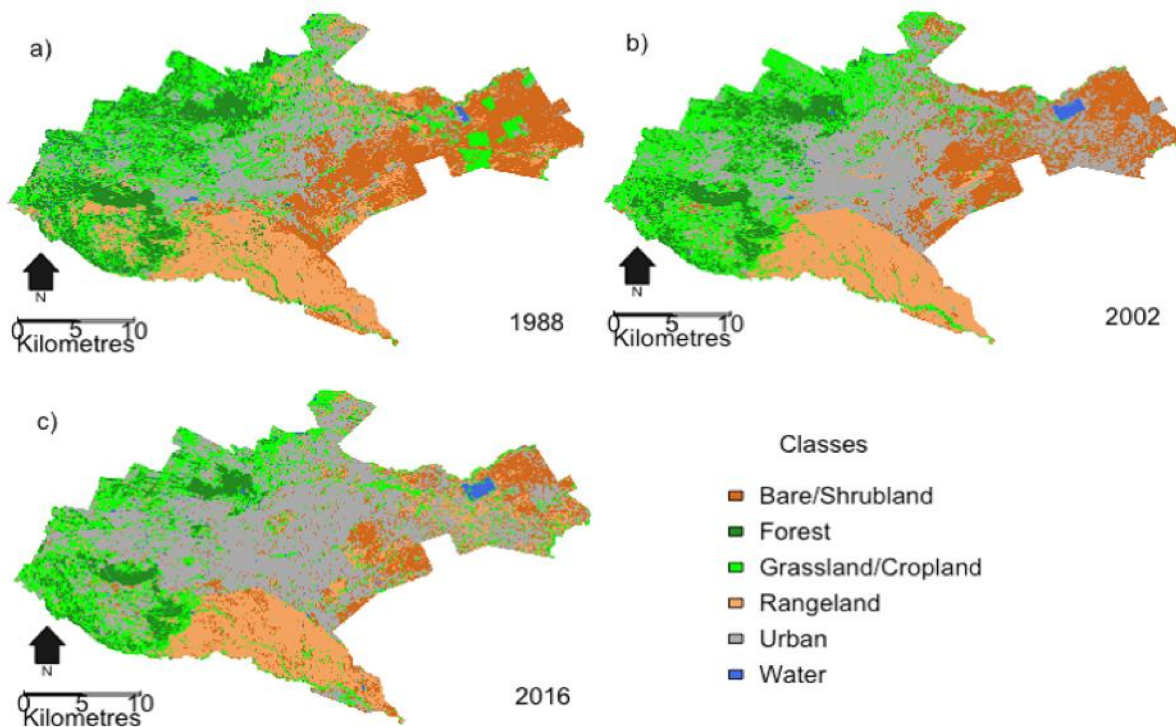 a)
N
0 5 10
Kilometres
1988
b)
N
0 5 10
Kilometres
2002
c)
N
0 5 10
Kilometres
2016
Classes
Bare/Shrubland
Forest
Grassland/Cropland
Rangeland
Urban
Water